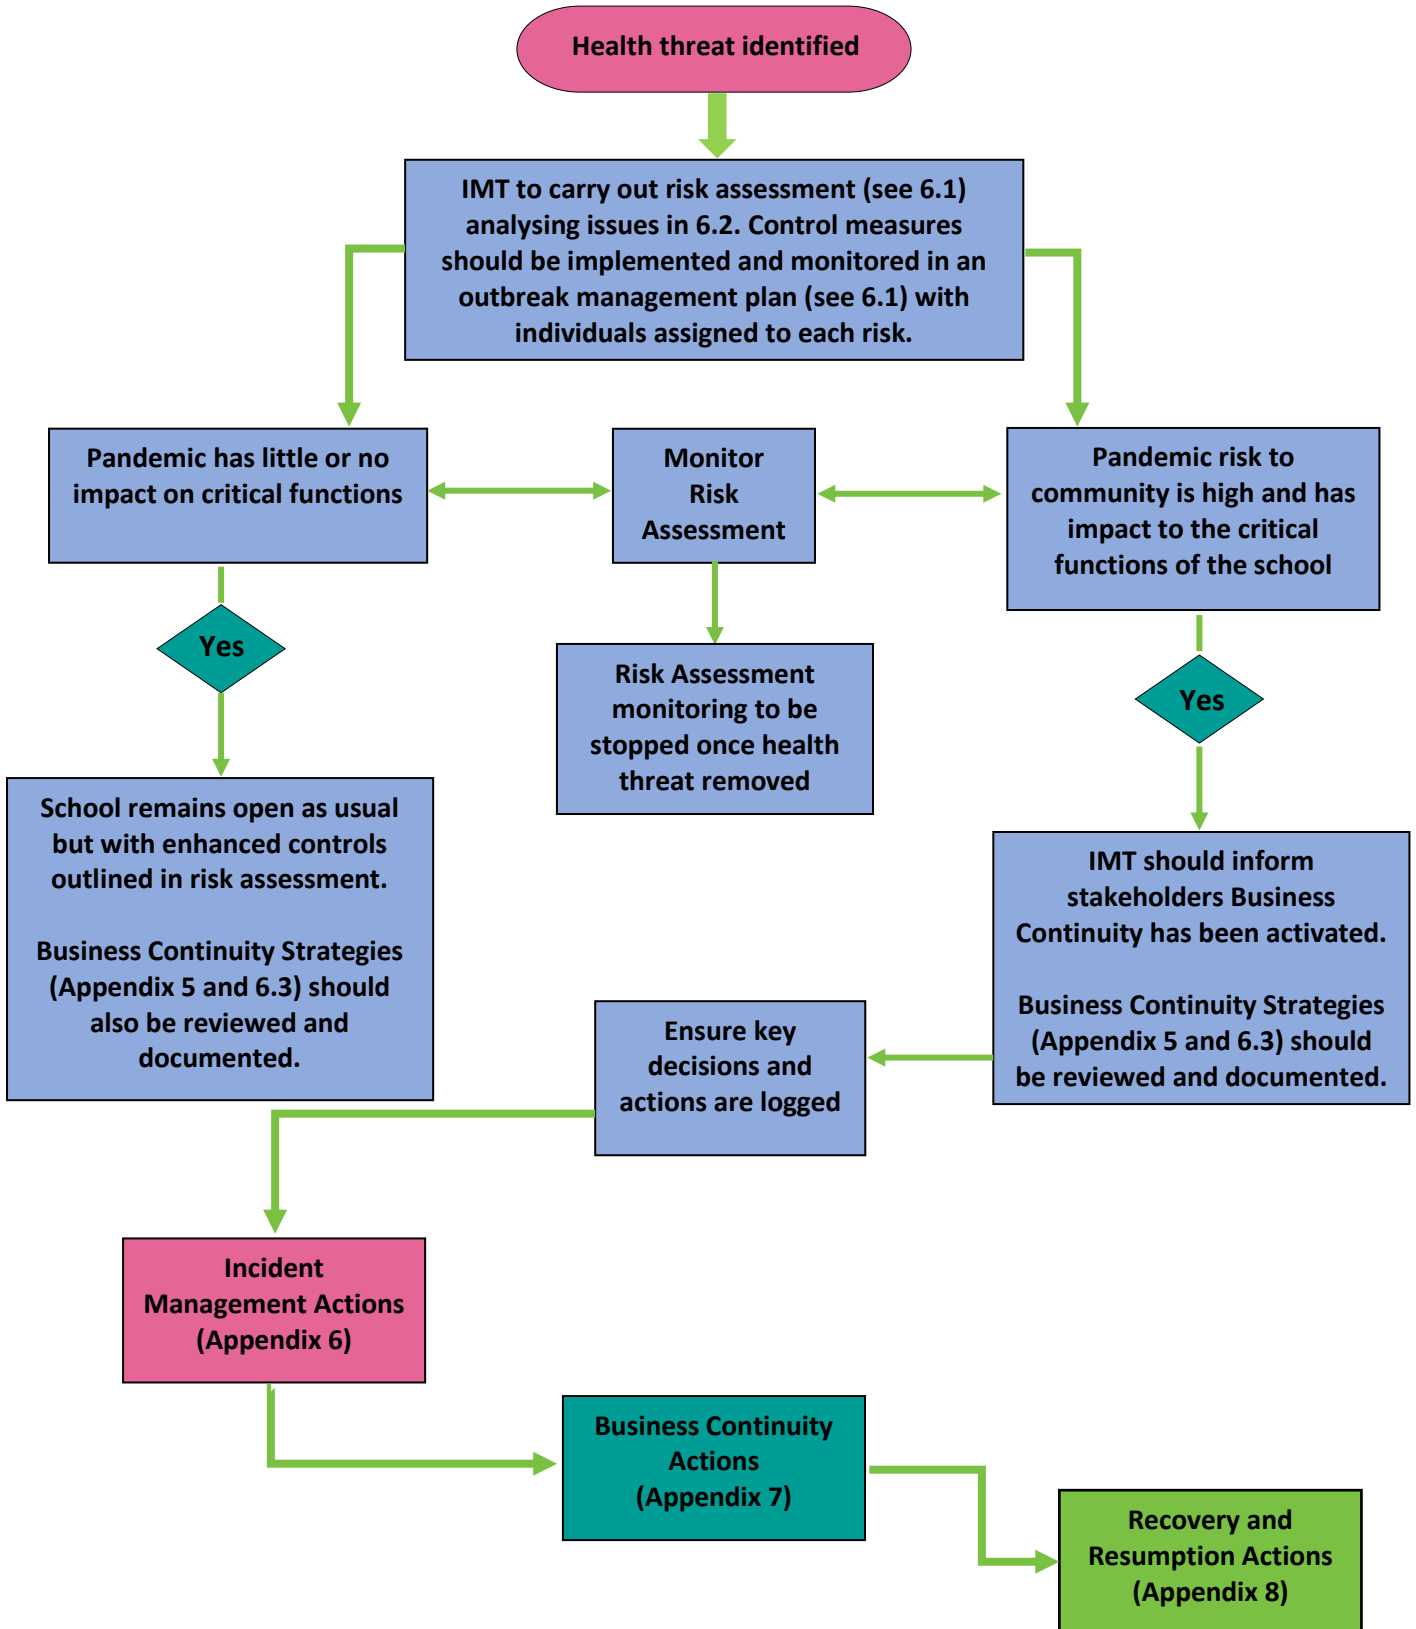 Health threat identified
IMT to carry out risk assessment (see 6.1)
analysing issues in 6.2. Control measures
should be implemented and monitored in an
outbreak management plan (see 6.1) with
individuals assigned to each risk.
Pandemic has little or no
impact on critical functions
Monitor
Risk
Assessment
Pandemic risk to
community is high and has
impact to the critical
functions of the school
Yes
Risk Assessment
monitoring to be
stopped once health
threat removed
Yes
School remains open as usual
but with enhanced controls
outlined in risk assessment.
Business Continuity Strategies
(Appendix 5 and 6.3) should
also be reviewed and
documented.
IMT should inform
stakeholders Business
Continuity has been activated.
Business Continuity Strategies
(Appendix 5 and 6.3) should
be reviewed and documented.
Ensure key
decisions and
actions are logged
Incident
Management Actions
(Appendix 6)
Business Continuity
Actions
(Appendix 7)
Recovery and
Resumption Actions
(Appendix 8)